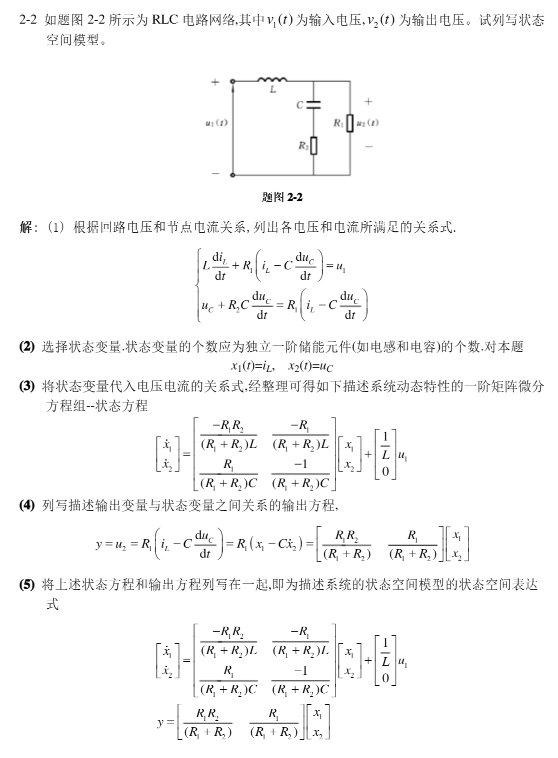 2-2 如题图 2-2 所示为 RLC 电路网络,其中 v₁(t) 为输入电压, v₂(t) 为输出电压。试列写状态
空间模型。
+ L
C +
u₁(t) R₁ u₂(t)
R₂ −
−
题图 2-2
解: (1) 根据回路电压和节点电流关系, 列出各电压和电流所满足的关系式.
{ L di_L/dt + R₁( i_L − C du_C/dt ) = u₁
u_C + R₂C du_C/dt = R₁( i_L − C du_C/dt )
(2) 选择状态变量.状态变量的个数应为独立一阶储能元件(如电感和电容)的个数.对本题
x₁(t)=i_L, x₂(t)=u_C
(3) 将状态变量代入电压电流的关系式,经整理可得如下描述系统动态特性的一阶矩阵微分
方程组--状态方程
[ẋ₁; ẋ₂] = [−R₁R₂/((R₁+R₂)L), −R₁/((R₁+R₂)L); R₁/((R₁+R₂)C), −1/((R₁+R₂)C)] [x₁; x₂] + [1/L; 0] u₁
(4) 列写描述输出变量与状态变量之间关系的输出方程,
y = u₂ = R₁( i_L − C du_C/dt ) = R₁(x₁ − Cẋ₂) = [R₁R₂/(R₁+R₂), R₁/(R₁+R₂)] [x₁; x₂]
(5) 将上述状态方程和输出方程列写在一起,即为描述系统的状态空间模型的状态空间表达
式
[ẋ₁; ẋ₂] = [−R₁R₂/((R₁+R₂)L), −R₁/((R₁+R₂)L); R₁/((R₁+R₂)C), −1/((R₁+R₂)C)] [x₁; x₂] + [1/L; 0] u₁
y = [R₁R₂/(R₁+R₂), R₁/(R₁+R₂)] [x₁; x₂]